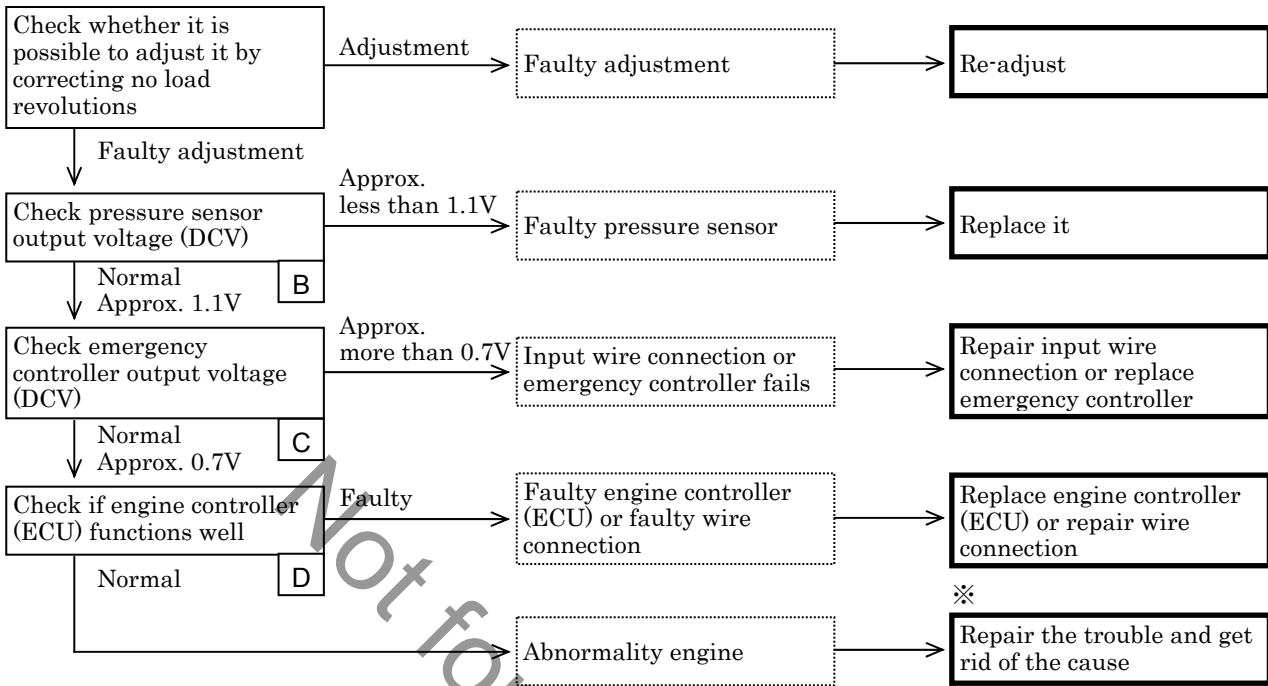 Check whether it is
possible to adjust it by
correcting no load
revolutions
Adjustment
Faulty adjustment
Re-adjust
Faulty adjustment
Check pressure sensor
output voltage (DCV)
B
Approx.
less than 1.1V
Faulty pressure sensor
Replace it
Normal
Approx. 1.1V
Check emergency
controller output voltage
(DCV)
C
Approx.
more than 0.7V
Input wire connection or
emergency controller fails
Repair input wire
connection or replace
emergency controller
Normal
Approx. 0.7V
Check if engine controller
(ECU) functions well
D
Faulty
Faulty engine controller
(ECU) or faulty wire
connection
Replace engine controller
(ECU) or repair wire
connection
Normal
Abnormality engine
※
Repair the trouble and get
rid of the cause
Not for